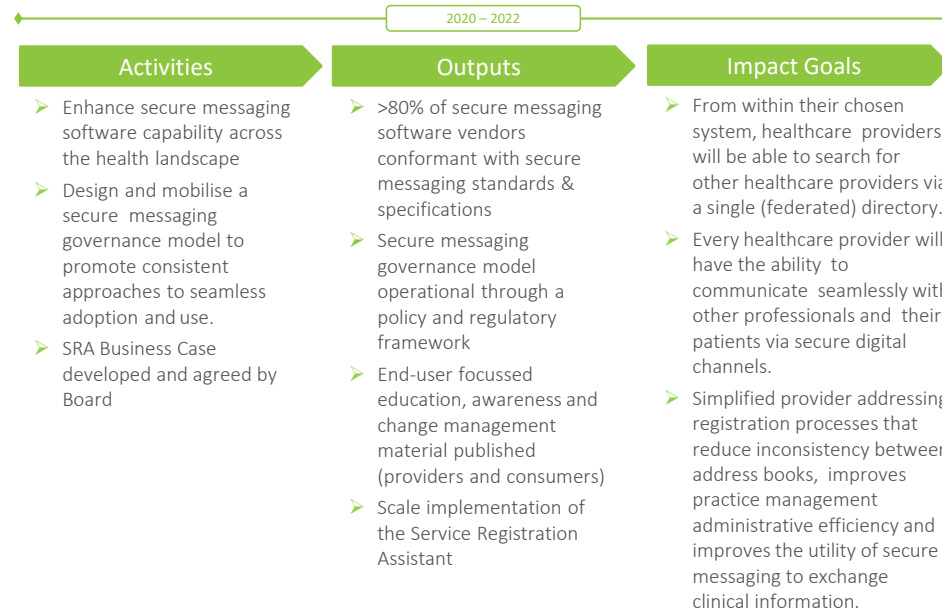 2020 – 2022
Activities
Enhance secure messaging
software capability across
the health landscape
Design and mobilise a
secure messaging
governance model to
promote consistent
approaches to seamless
adoption and use.
SRA Business Case
developed and agreed by
Board
Outputs
>80% of secure messaging
software vendors
conformant with secure
messaging standards &
specifications
Secure messaging
governance model
operational through a
policy and regulatory
framework
End-user focussed
education, awareness and
change management
material published
(providers and consumers)
Scale implementation of
the Service Registration
Assistant
Impact Goals
From within their chosen
system, healthcare providers
will be able to search for
other healthcare providers via
a single (federated) directory.
Every healthcare provider will
have the ability to
communicate seamlessly with
other professionals and their
patients via secure digital
channels.
Simplified provider addressing
registration processes that
reduce inconsistency between
address books, improves
practice management
administrative efficiency and
improves the utility of secure
messaging to exchange
clinical information.